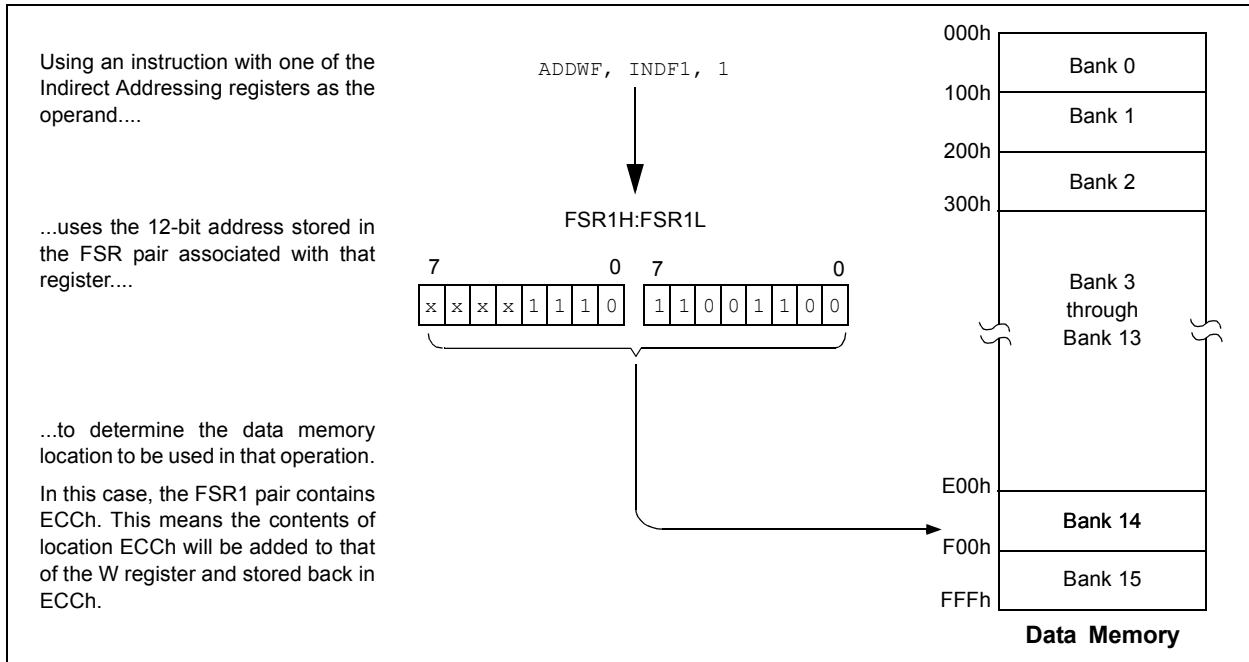 Using an instruction with one of the
Indirect Addressing registers as the
operand....
ADDWF, INDF1, 1
...uses the 12-bit address stored in
the FSR pair associated with that
register....
FSR1H:FSR1L
7 0 7 0
x x x x 1 1 1 0 1 1 0 0 1 1 0 0
...to determine the data memory
location to be used in that operation.
In this case, the FSR1 pair contains
ECCh. This means the contents of
location ECCh will be added to that
of the W register and stored back in
ECCh.
000h
Bank 0
100h
Bank 1
200h
Bank 2
300h
Bank 3
through
Bank 13
E00h
Bank 14
F00h
Bank 15
FFFh
Data Memory